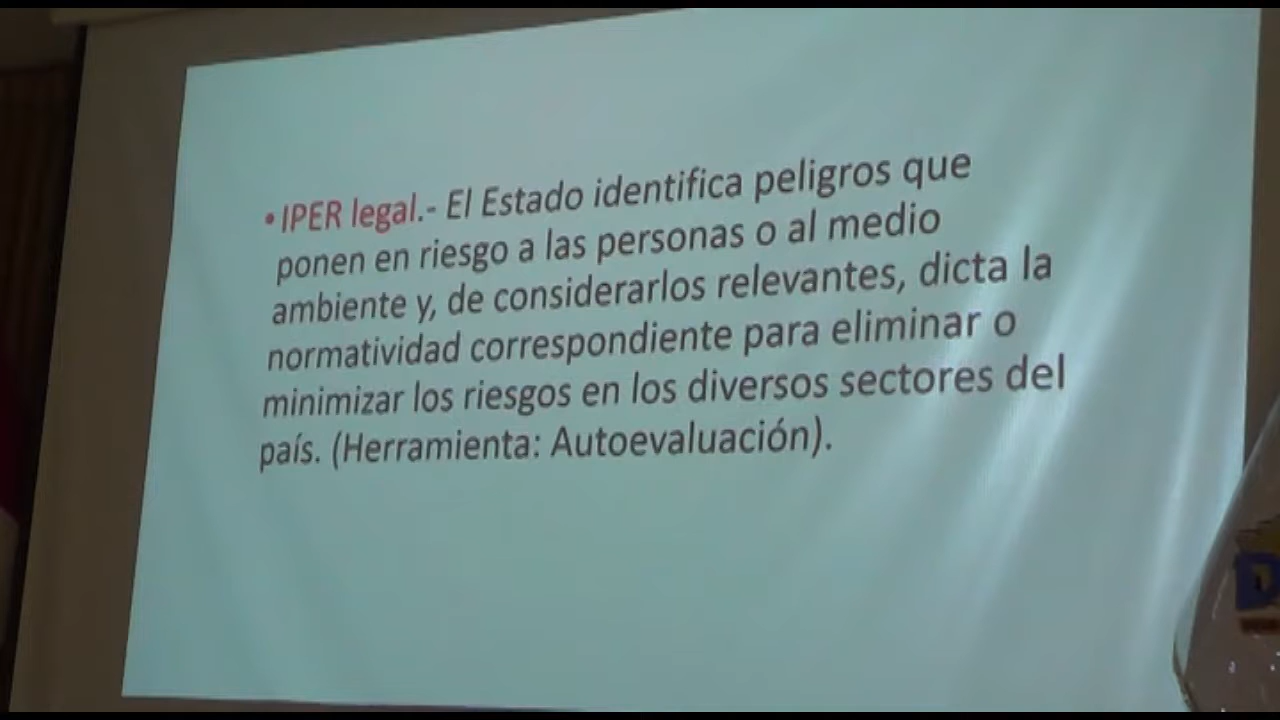 • IPER legal.- El Estado identifica peligros que
ponen en riesgo a las personas o al medio
ambiente y, de considerarlos relevantes, dicta la
normatividad correspondiente para eliminar o
minimizar los riesgos en los diversos sectores del
país. (Herramienta: Autoevaluación).